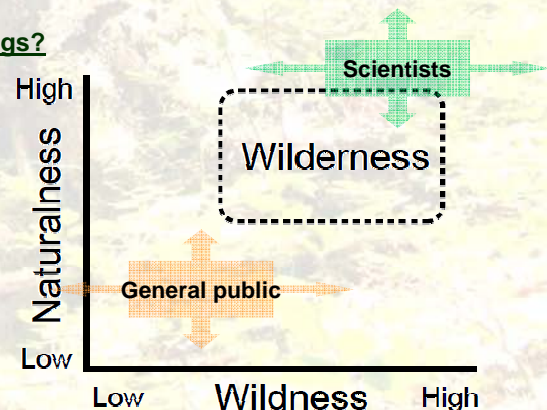 gs?
Scientists
High
Wilderness
Naturalness
General public
Low
Low Wildness High